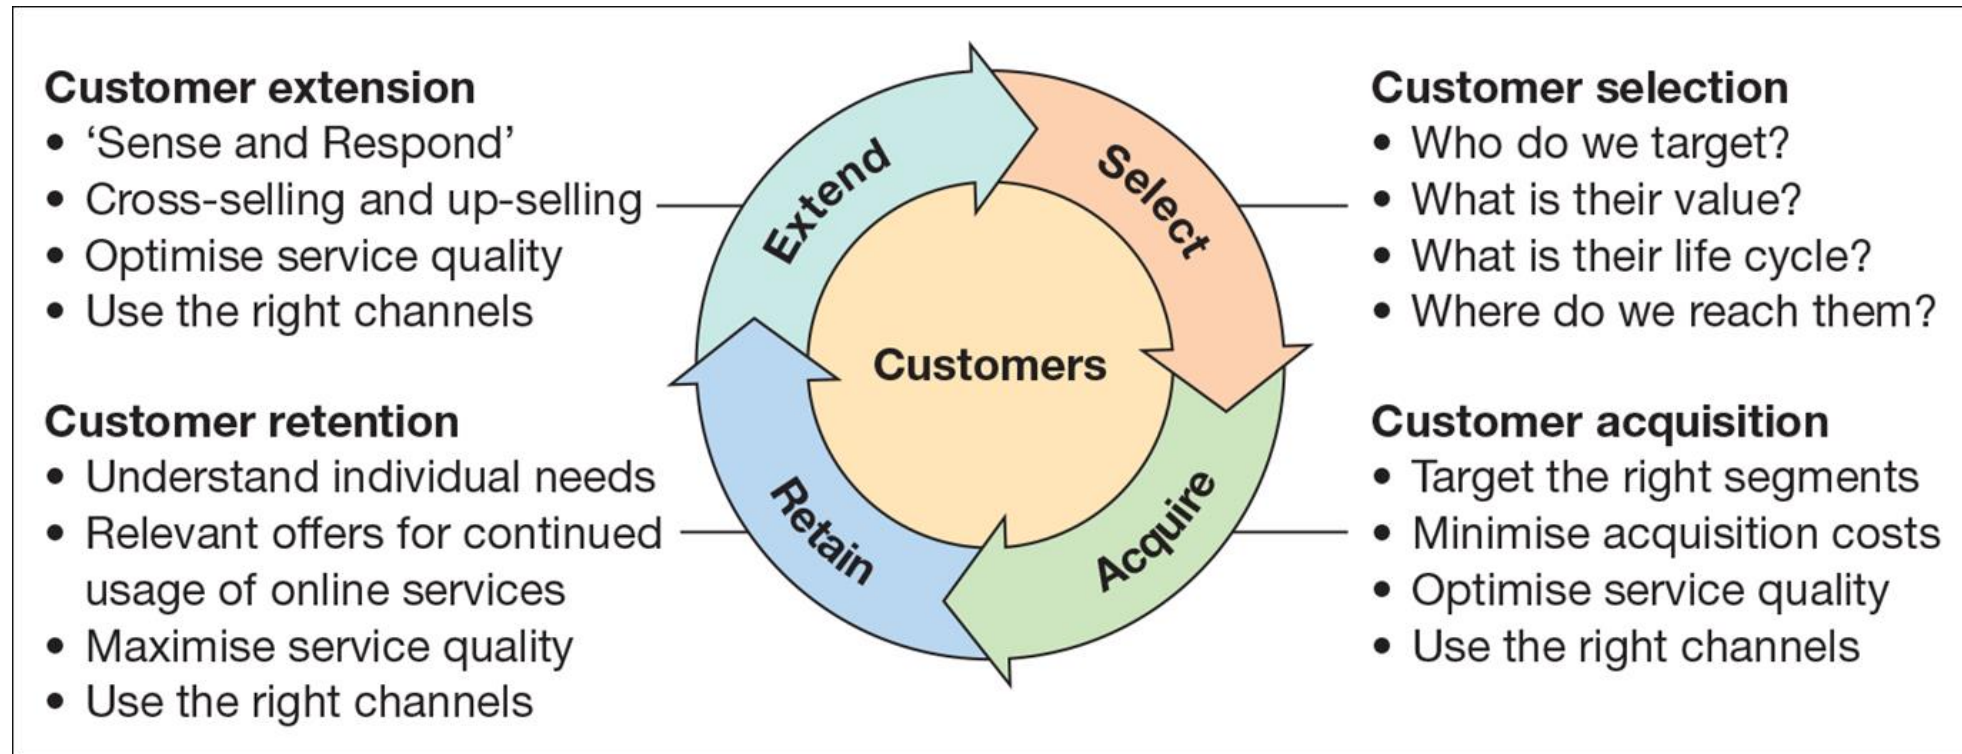 Customer extension
• ‘Sense and Respond’
• Cross-selling and up-selling
• Optimise service quality
• Use the right channels
Customer retention
• Understand individual needs
• Relevant offers for continued
usage of online services
• Maximise service quality
• Use the right channels
Extend
Select
Customers
Retain
Acquire
Customer selection
• Who do we target?
• What is their value?
• What is their life cycle?
• Where do we reach them?
Customer acquisition
• Target the right segments
• Minimise acquisition costs
• Optimise service quality
• Use the right channels